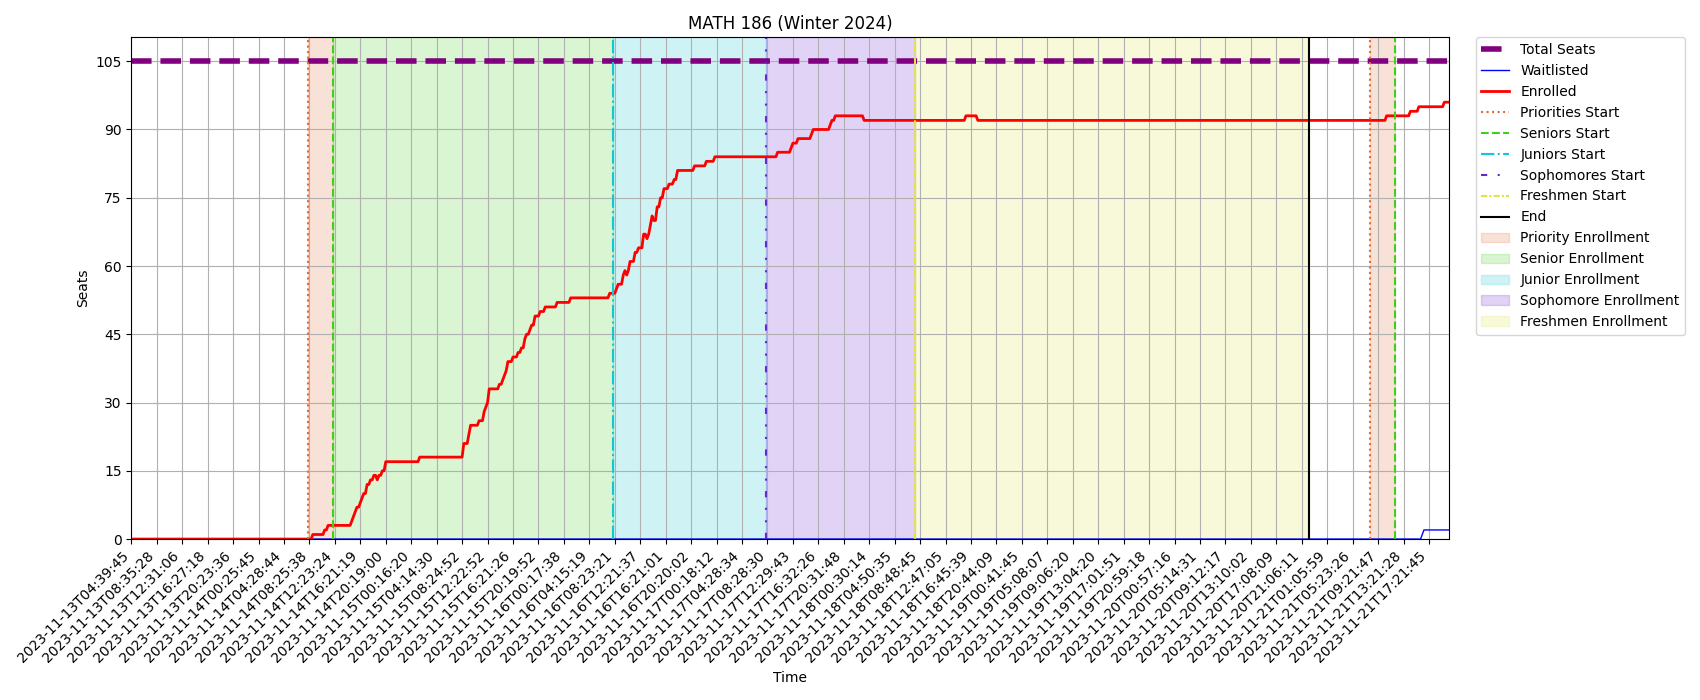 MATH 186 (Winter 2024)
105
90
75
60
45
30
15
0
Seats
2023-11-13T04:39:45
2023-11-13T08:35:28
2023-11-13T12:31:06
2023-11-13T16:27:18
2023-11-13T20:23:36
2023-11-14T00:25:45
2023-11-14T04:28:44
2023-11-14T08:25:38
2023-11-14T12:23:24
2023-11-14T16:21:19
2023-11-14T20:19:00
2023-11-15T00:16:20
2023-11-15T04:14:30
2023-11-15T08:24:52
2023-11-15T12:22:52
2023-11-15T16:21:26
2023-11-15T20:19:52
2023-11-16T00:17:38
2023-11-16T04:15:19
2023-11-16T08:23:21
2023-11-16T12:21:37
2023-11-16T16:21:01
2023-11-16T20:20:02
2023-11-17T00:18:12
2023-11-17T04:28:34
2023-11-17T08:28:30
2023-11-17T12:29:43
2023-11-17T16:32:26
2023-11-17T20:31:48
2023-11-18T00:30:14
2023-11-18T04:50:35
2023-11-18T08:48:45
2023-11-18T12:47:05
2023-11-18T16:45:39
2023-11-18T20:44:09
2023-11-19T00:41:45
2023-11-19T05:08:07
2023-11-19T09:06:20
2023-11-19T13:04:20
2023-11-19T17:01:51
2023-11-19T20:59:18
2023-11-20T00:57:16
2023-11-20T05:14:31
2023-11-20T09:12:17
2023-11-20T13:10:02
2023-11-20T17:08:09
2023-11-20T21:06:11
2023-11-21T01:05:59
2023-11-21T05:23:26
2023-11-21T09:21:47
2023-11-21T13:21:28
2023-11-21T17:21:45
Time
Total Seats
Waitlisted
Enrolled
Priorities Start
Seniors Start
Juniors Start
Sophomores Start
Freshmen Start
End
Priority Enrollment
Senior Enrollment
Junior Enrollment
Sophomore Enrollment
Freshmen Enrollment